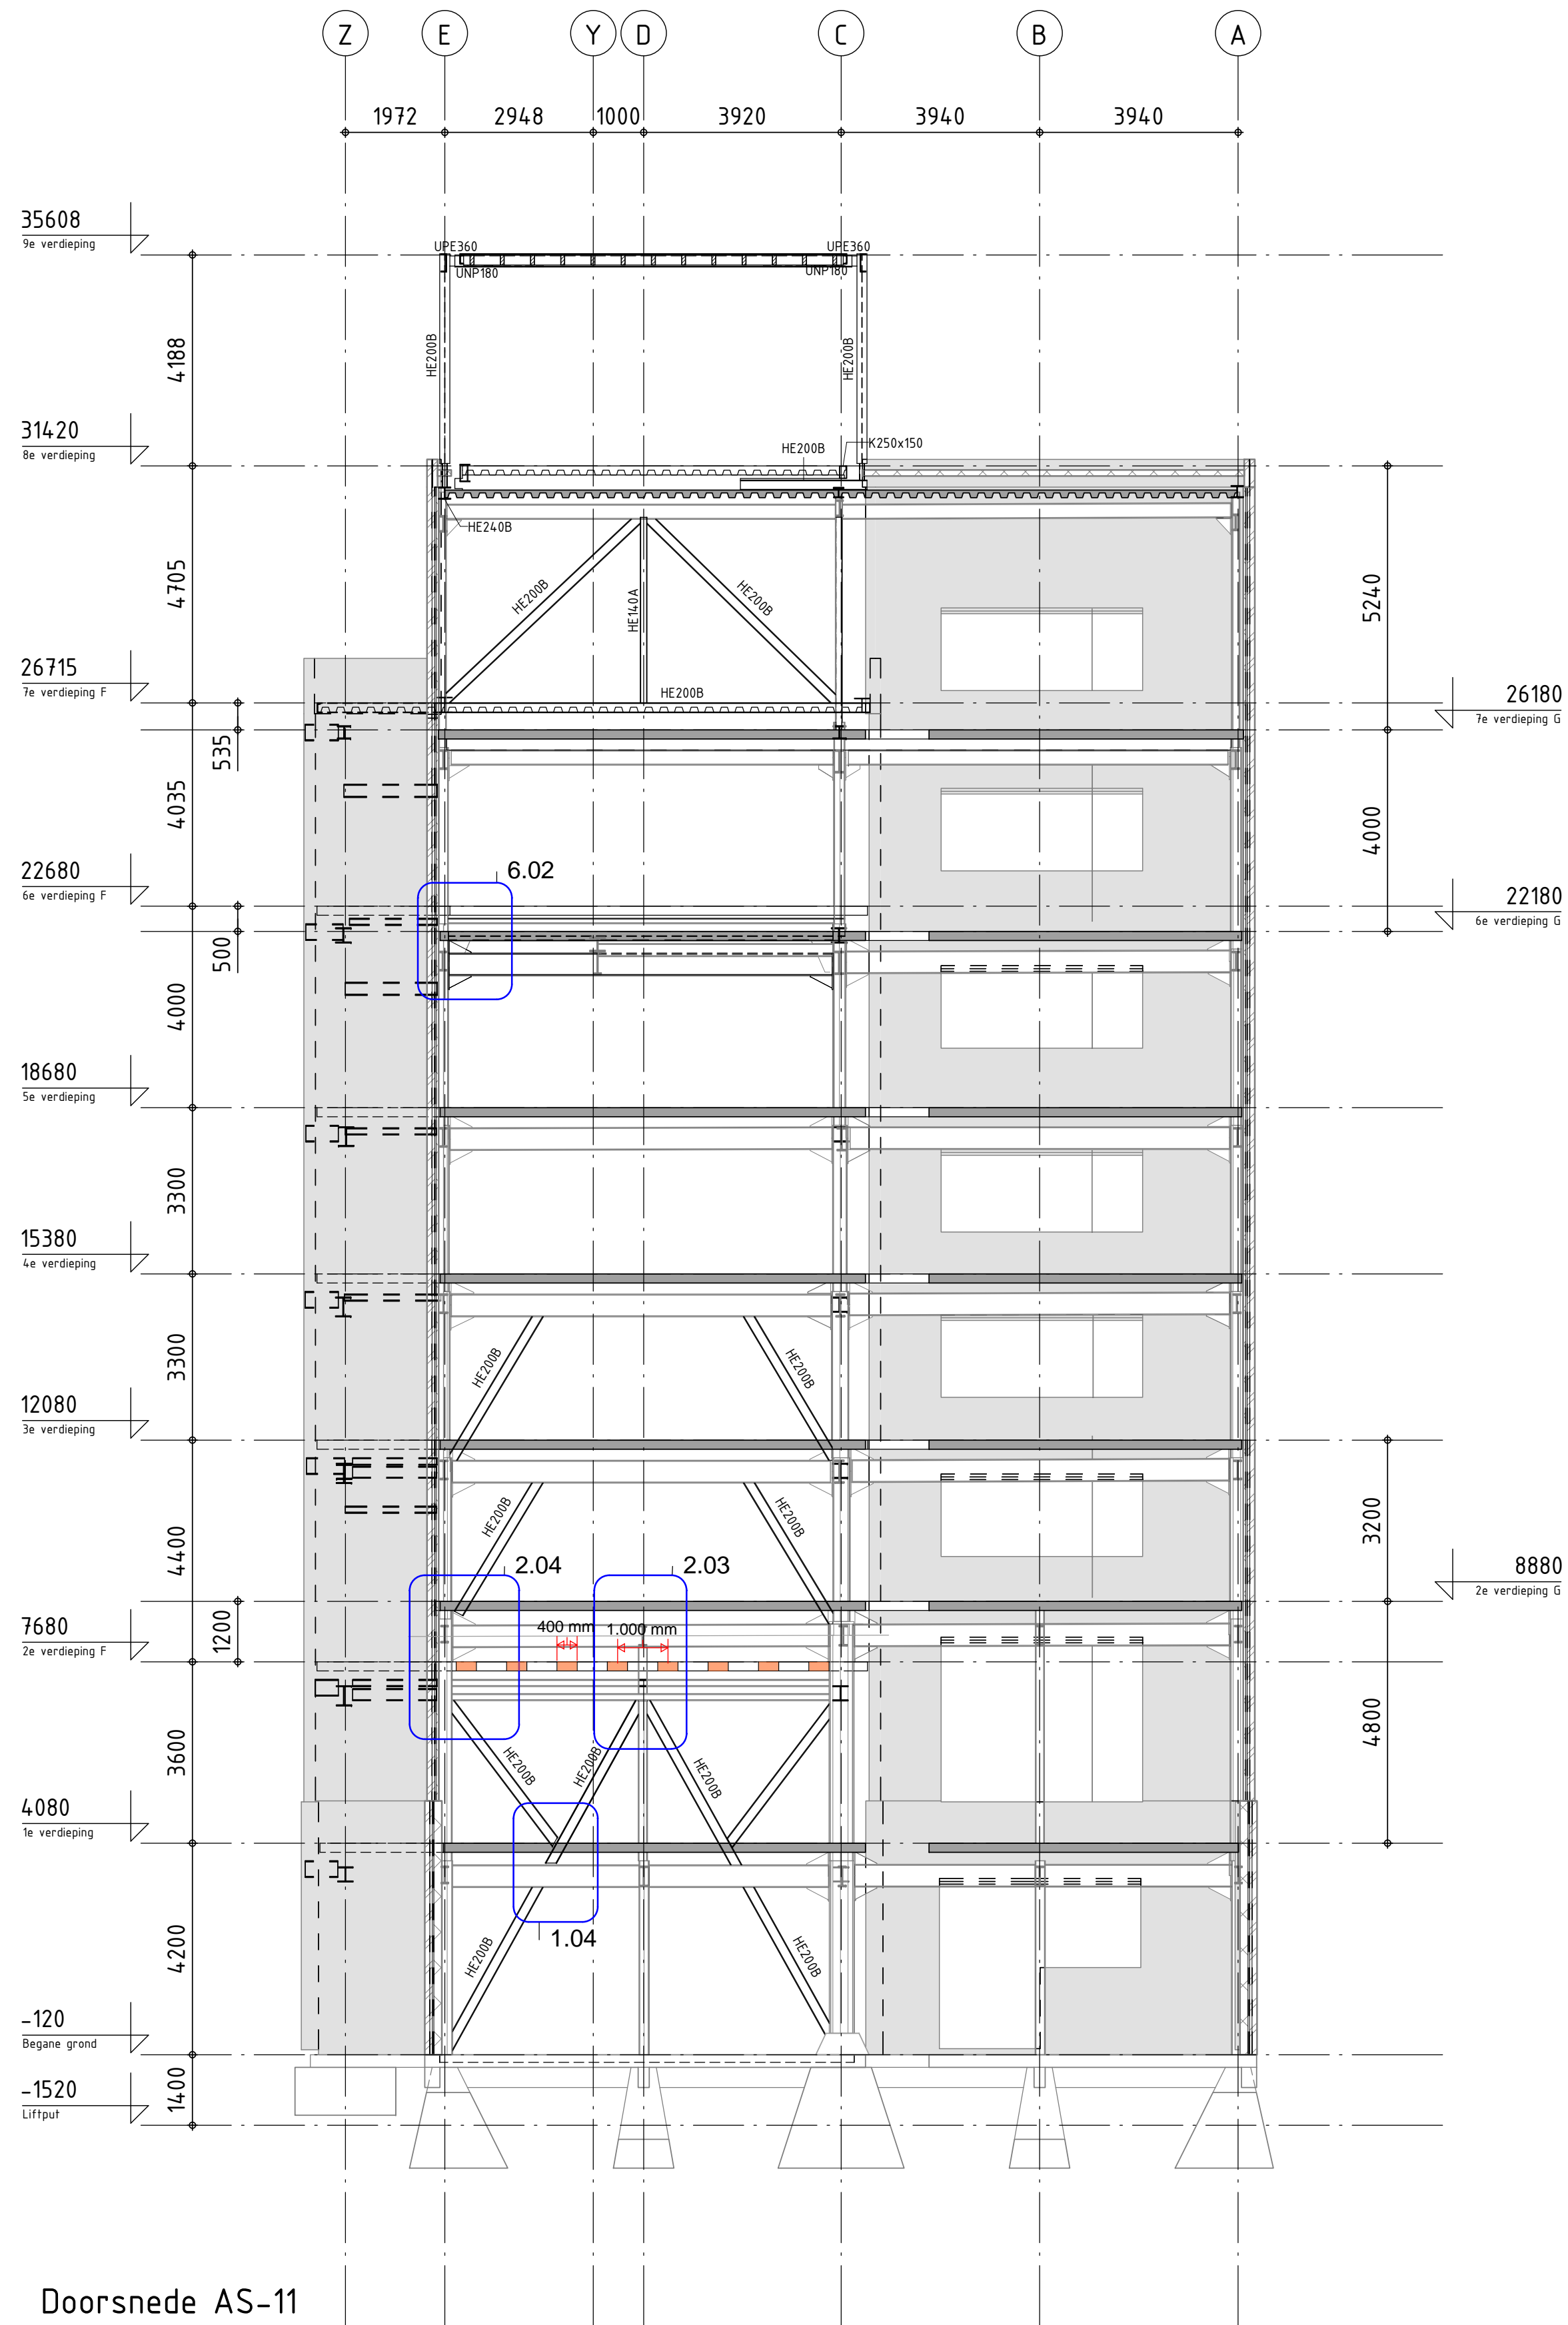 Z E Y D C B A
1972 2948 1000 3920 3940 3940
35608
9e verdieping
UPE360 UPE360
UNP180 UNP180
4188
HE200B HE200B
31420
8e verdieping
HE200B K250x150
HE240B
4705
HE200B HE140A HE200B
5240
26715
7e verdieping F
HE200B
26180
7e verdieping G
535
4035
4000
22680
6e verdieping F
6.02
22180
6e verdieping G
500
4000
18680
5e verdieping
3300
15380
4e verdieping
3300
HE200B HE200B
12080
3e verdieping
4400
HE200B HE200B
3200
2.04 2.03
8880
2e verdieping G
7680
2e verdieping F
1200
400 mm 1.000 mm
3600
HE200B HE200B HE200B
4800
4080
1e verdieping
4200
1.04
HE200B HE200B
-120
Begane grond
1400
-1520
Liftput
Doorsnede AS-11